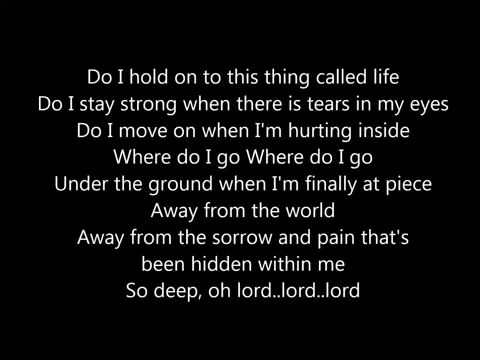 Do I hold on to this thing called life
Do I stay strong when there is tears in my eyes
Do I move on when I'm hurting inside
Where do I go Where do I go
Under the ground when I'm finally at piece
Away from the world
Away from the sorrow and pain that's
been hidden within me
So deep, oh lord..lord..lord